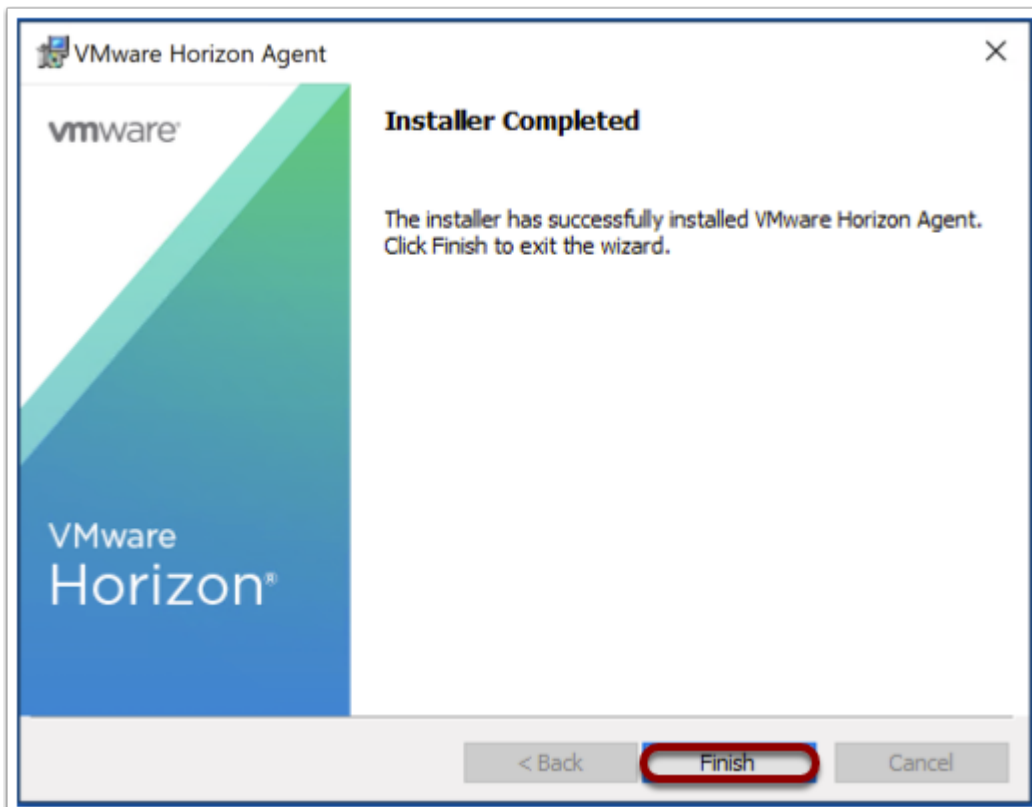 VMware Horizon Agent
vmware®
Installer Completed
The installer has successfully installed VMware Horizon Agent.
Click Finish to exit the wizard.
VMware
Horizon®
< Back
Finish
Cancel